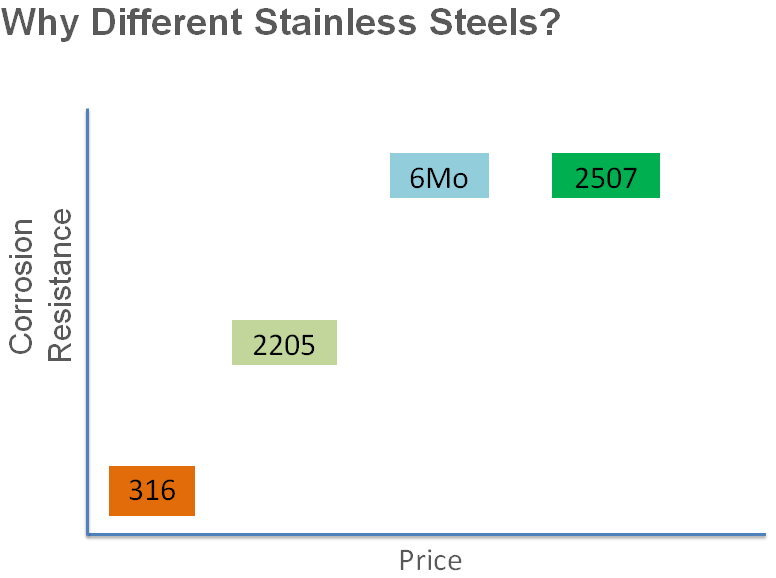 Why Different Stainless Steels?
6Mo
2507
Corrosion
Resistance
2205
316
Price